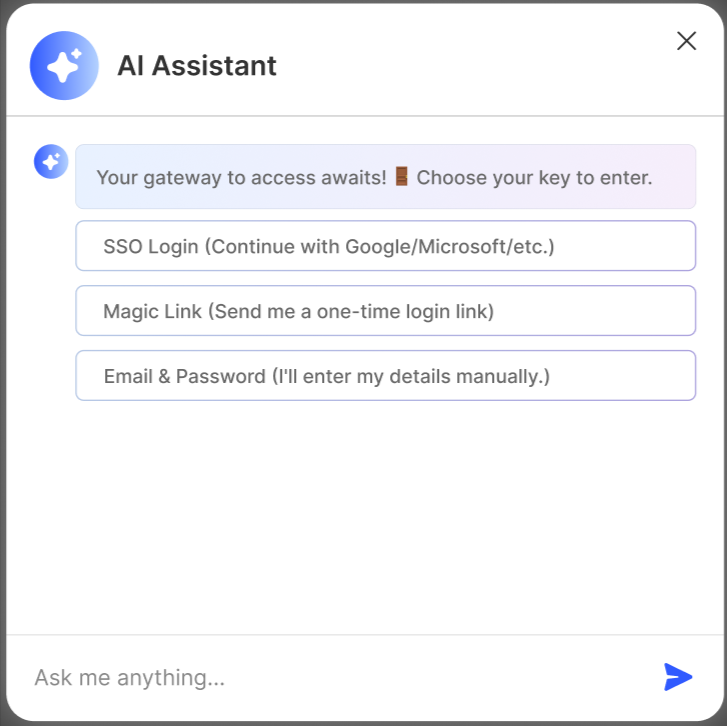 AI Assistant
Your gateway to access awaits! 🚪 Choose your key to enter.
SSO Login (Continue with Google/Microsoft/etc.)
Magic Link (Send me a one-time login link)
Email & Password (I'll enter my details manually.)
Ask me anything...